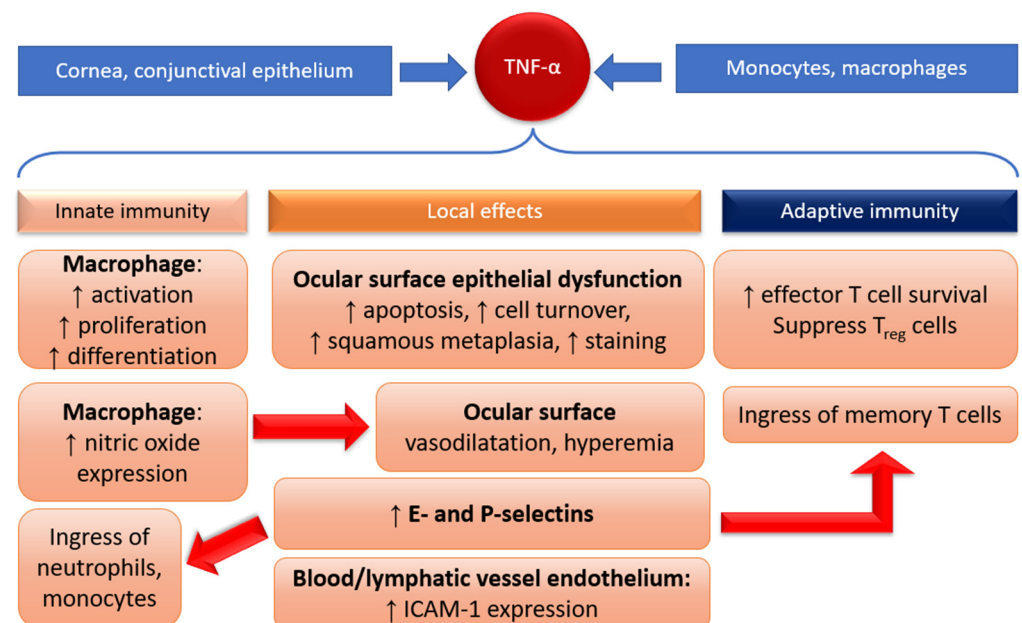 Cornea, conjunctival epithelium
TNF-α
Monocytes, macrophages
Innate immunity
Local effects
Adaptive immunity
Macrophage:
↑ activation
↑ proliferation
↑ differentiation
Ocular surface epithelial dysfunction
↑ apoptosis, ↑ cell turnover,
↑ squamous metaplasia, ↑ staining
↑ effector T cell survival
Suppress Treg cells
Macrophage:
↑ nitric oxide
expression
Ocular surface
vasodilatation, hyperemia
Ingress of memory T cells
↑ E- and P-selectins
Ingress of
neutrophils,
monocytes
Blood/lymphatic vessel endothelium:
↑ ICAM-1 expression